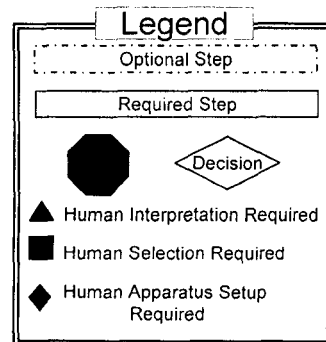 Legend
Optional Step
Required Step
Decision
Human Interpretation Required
Human Selection Required
Human Apparatus Setup
Required